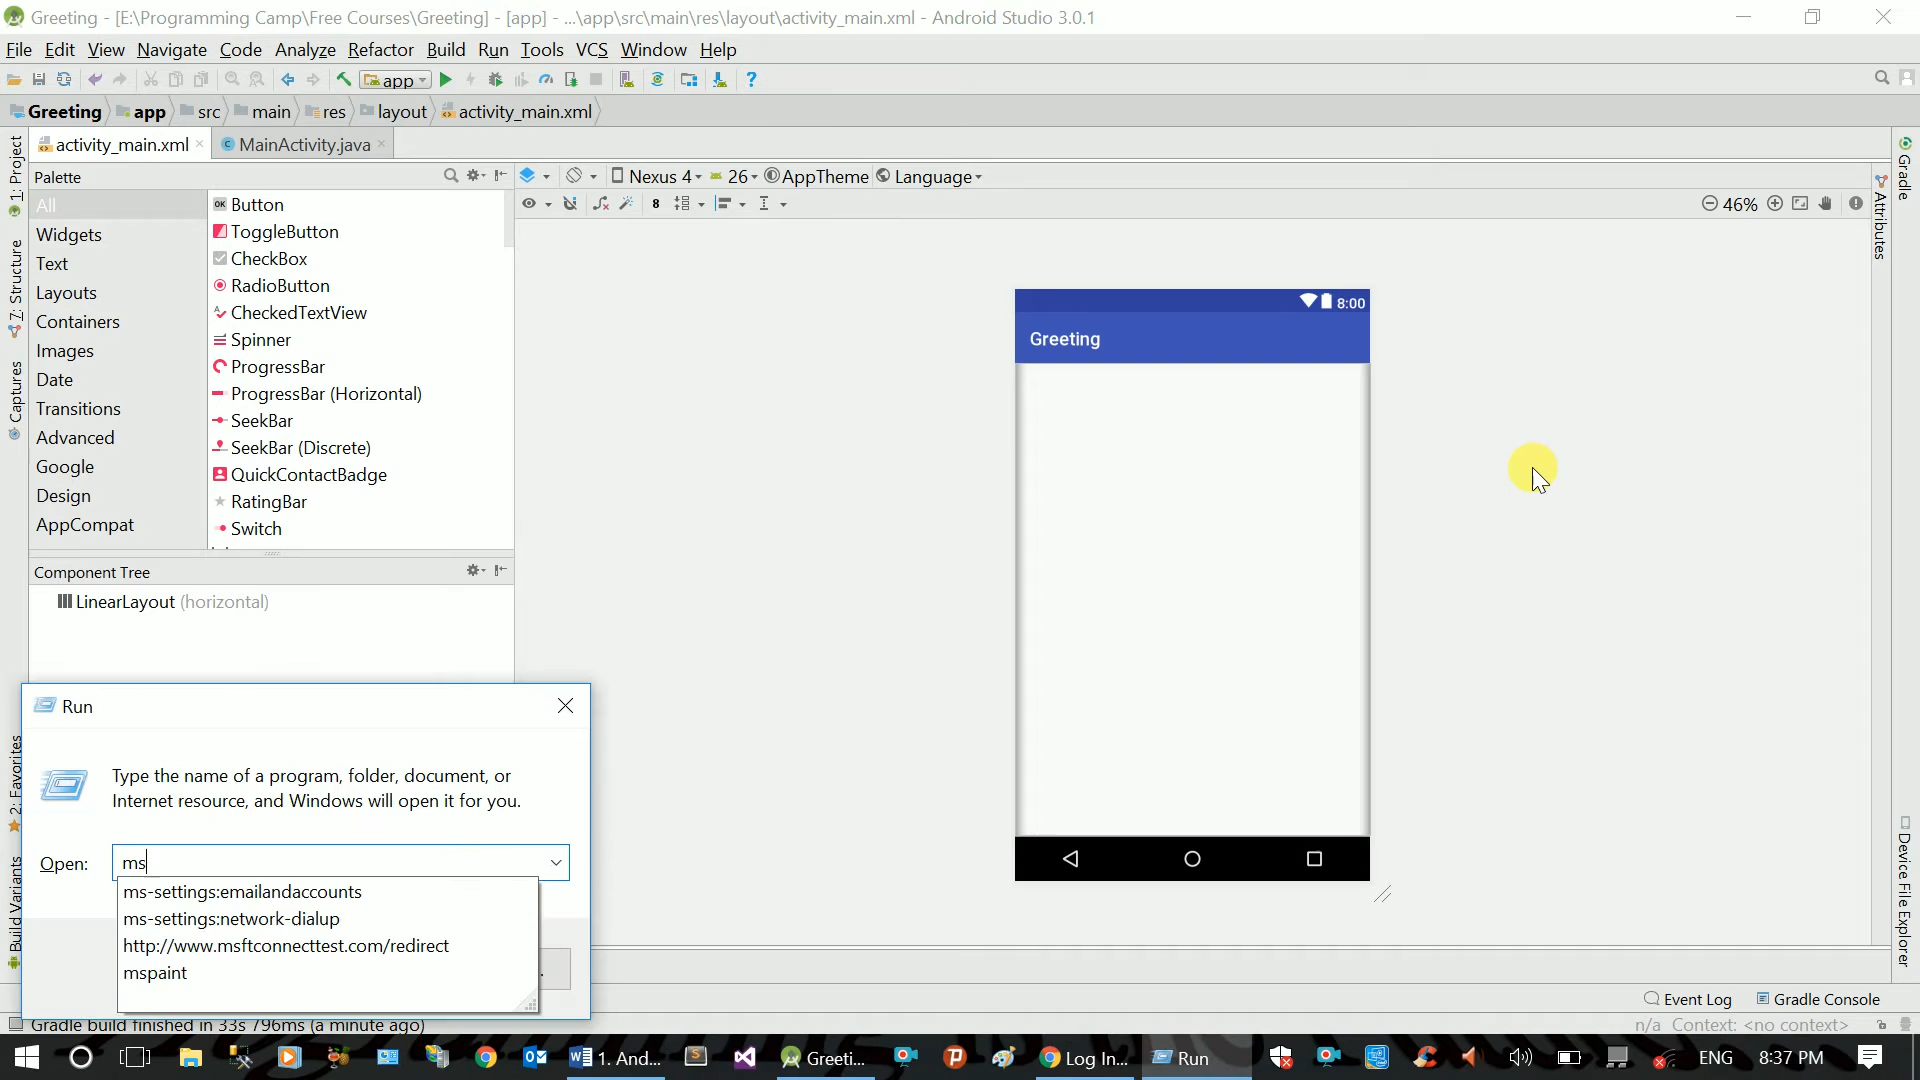 Greeting - [E:\Programming Camp\Free Courses\Greeting] - [app] - ...\app\src\main\res\layout\activity_main.xml - Android Studio 3.0.1
File Edit View Navigate Code Analyze Refactor Build Run Tools VCS Window Help
app
Greeting app src main res layout activity_main.xml
activity_main.xml MainActivity.java
1: Project
7: Structure
Captures
2: Favorites
Build Variants
Palette
All
Widgets
Text
Layouts
Containers
Images
Date
Transitions
Advanced
Google
Design
AppCompat
Button
ToggleButton
CheckBox
RadioButton
CheckedTextView
Spinner
ProgressBar
ProgressBar (Horizontal)
SeekBar
SeekBar (Discrete)
QuickContactBadge
RatingBar
Switch
Component Tree
LinearLayout (horizontal)
Nexus 4 26 AppTheme Language
8
46%
8:00
Greeting
Gradle
Attributes
Device File Explorer
Run
Type the name of a program, folder, document, or
Internet resource, and Windows will open it for you.
Open: ms
ms-settings:emailandaccounts
ms-settings:network-dialup
http://www.msftconnecttest.com/redirect
mspaint
Event Log Gradle Console
Gradle build finished in 33s 796ms (a minute ago)
n/a Context: <no context>
1. And... Greeti... Log In... Run ENG 8:37 PM